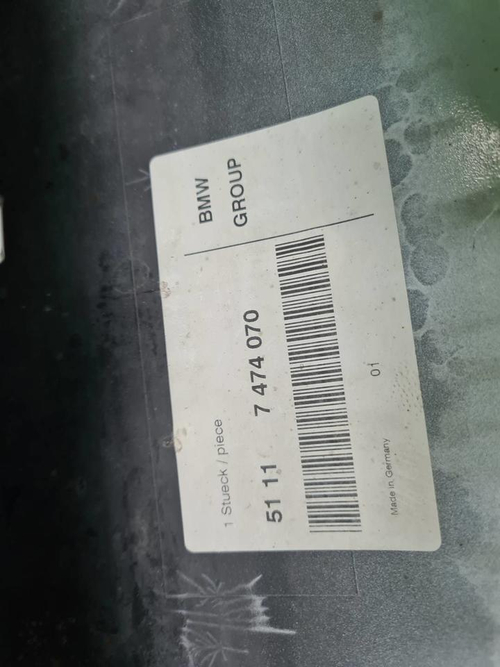 BMW
GROUP
1 Stueck / piece
51 11 7 474 070
01
Made in Germany